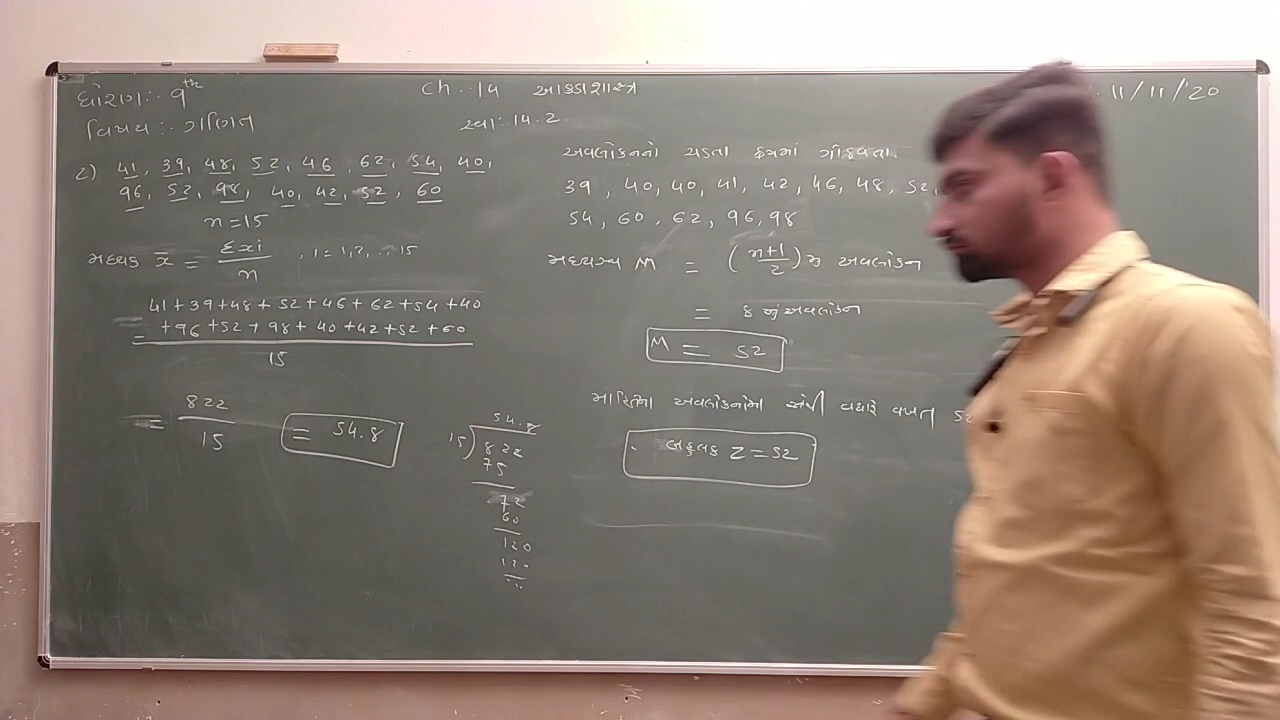 ધોરણ :- 9th
Ch :- 14 આંકડાશાસ્ત્ર
11/11/'20
વિષય :- ગણિત
સ્વા :- 14.2
2) 41, 39, 48, 52, 46, 62, 54, 40,
96, 52, 98, 40, 42, 52, 60
n = 15
મધ્યક x̄ = Σxi / n , i = 1, 2, ... 15
= 41 + 39 + 48 + 52 + 46 + 62 + 54 + 40
+ 96 + 52 + 98 + 40 + 42 + 52 + 60
15
= 822 / 15 = 54.8
54.8
15 ) 822
75
72
60
120
120
અવલોકનનો ચડતા ક્રમમાં ગોઠવતા.
39, 40, 40, 41, 42, 46, 48, 52,
54, 60, 62, 96, 98
મધ્યસ્થ M = (n+1 / 2) મુ અવલોકન
= 8 મું અવલોકન
M = 52
માહિતીના અવલોકનોમાં સૌથી વધારે વખત 52
બહુલક Z = 52